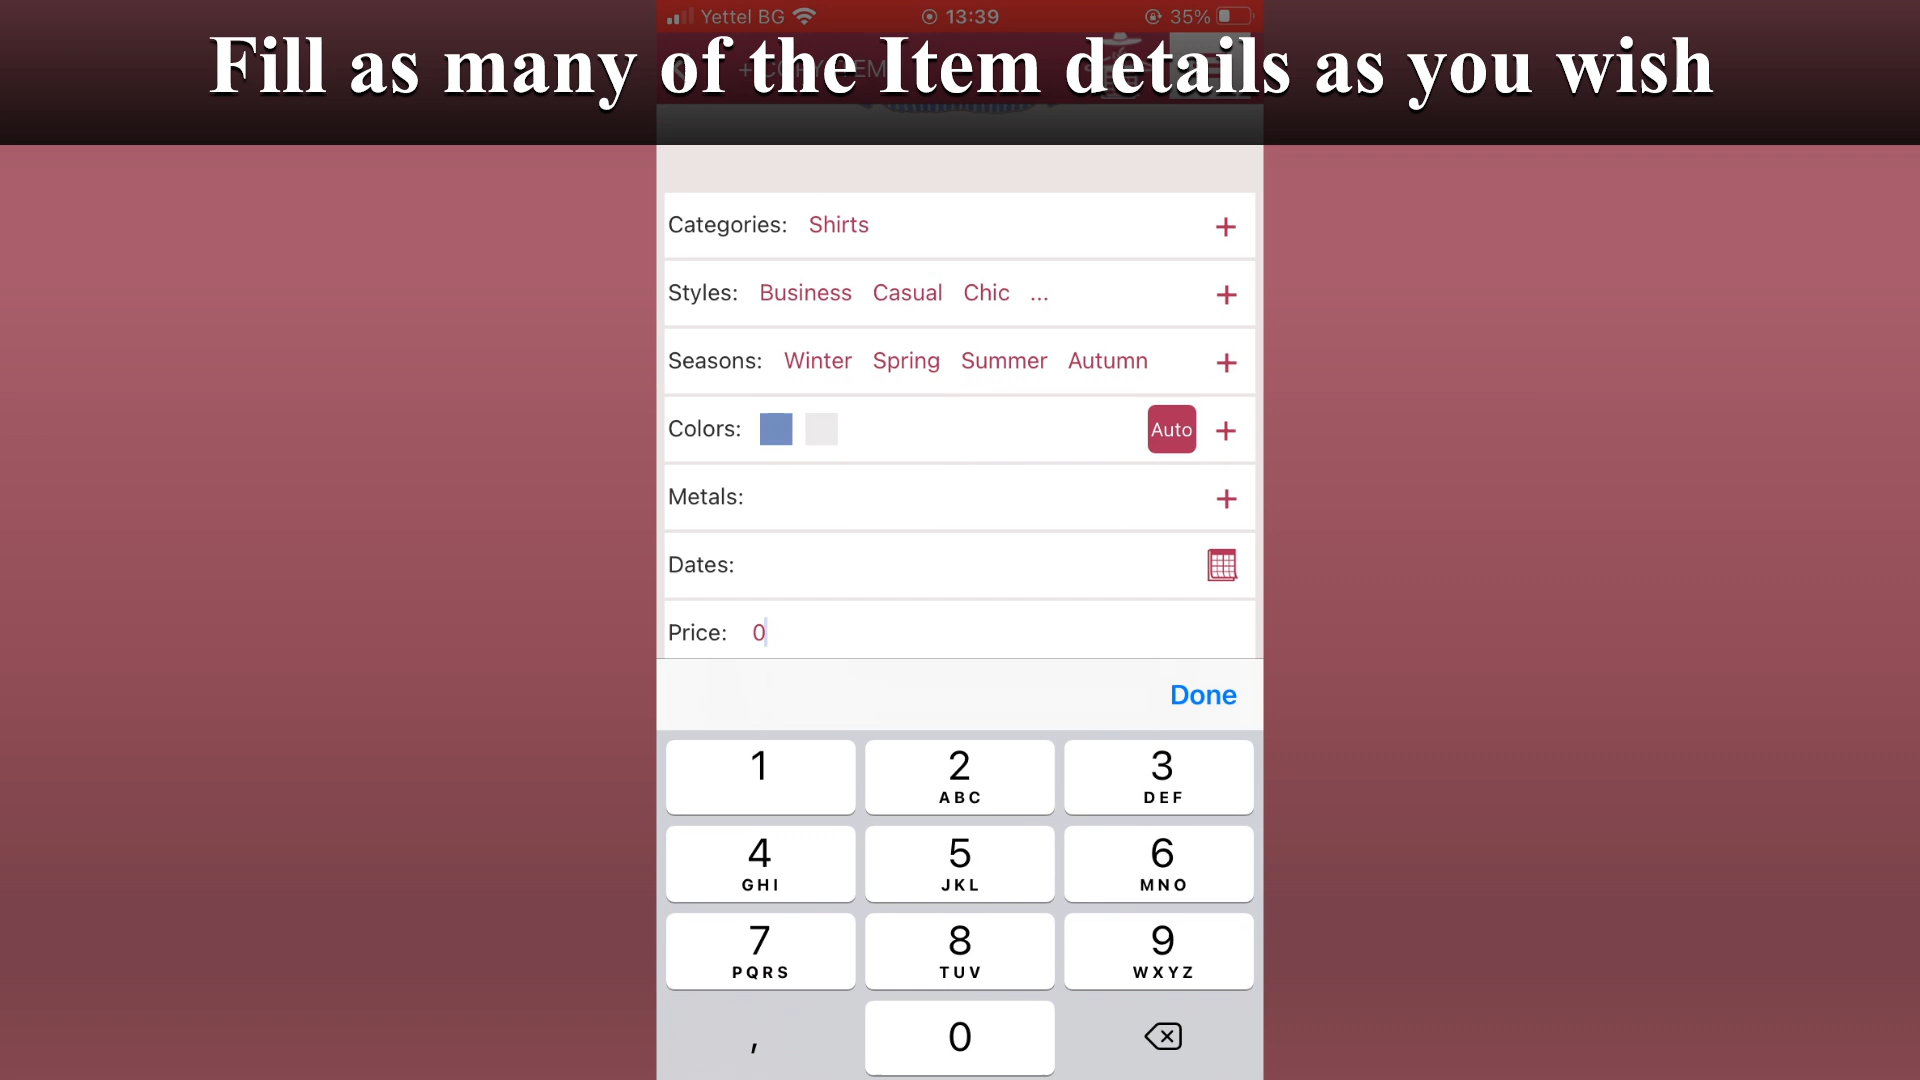 Yettel BG 13:39 35%
Fill as many of the Item details as you wish
+ COPY ITEM
Categories: Shirts +
Styles: Business Casual Chic ... +
Seasons: Winter Spring Summer Autumn +
Colors: Auto +
Metals: +
Dates:
Price: 0
Done
1 2 3
ABC DEF
4 5 6
GHI JKL MNO
7 8 9
PQRS TUV WXYZ
, 0